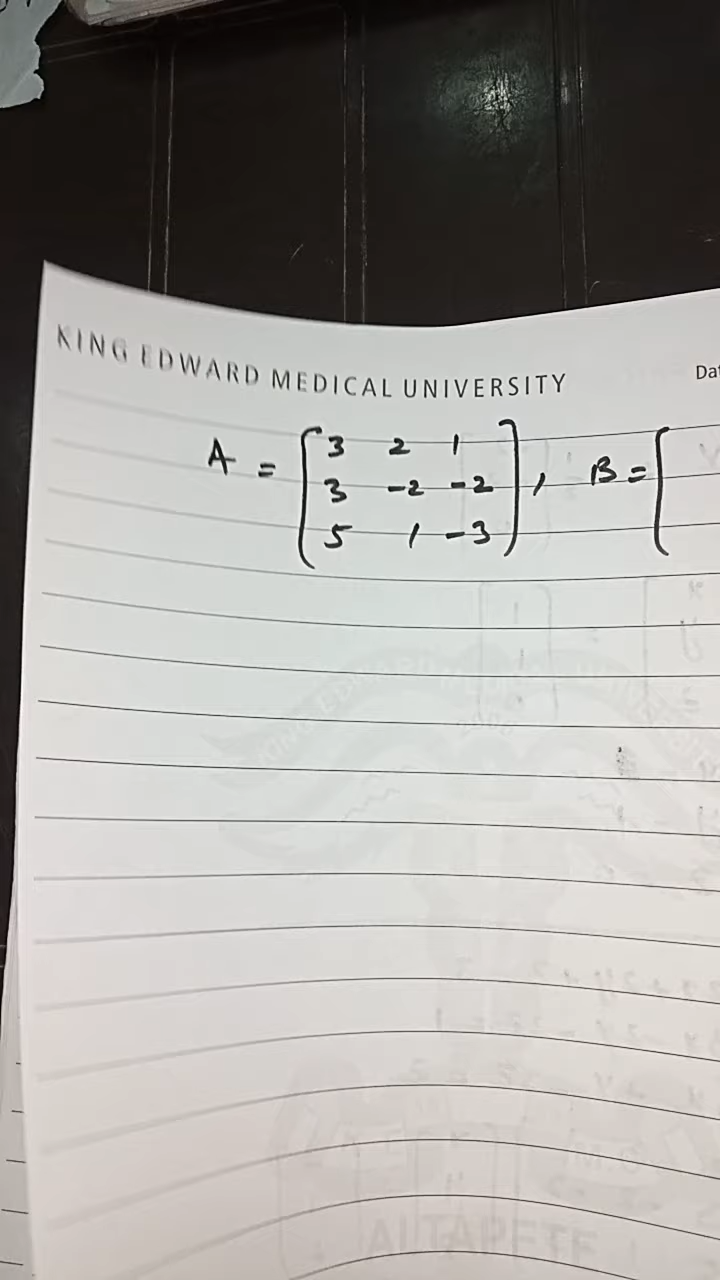 KING EDWARD MEDICAL UNIVERSITY
Dat
A = [3 2 1
3 -2 -2
5 1 -3], B = [